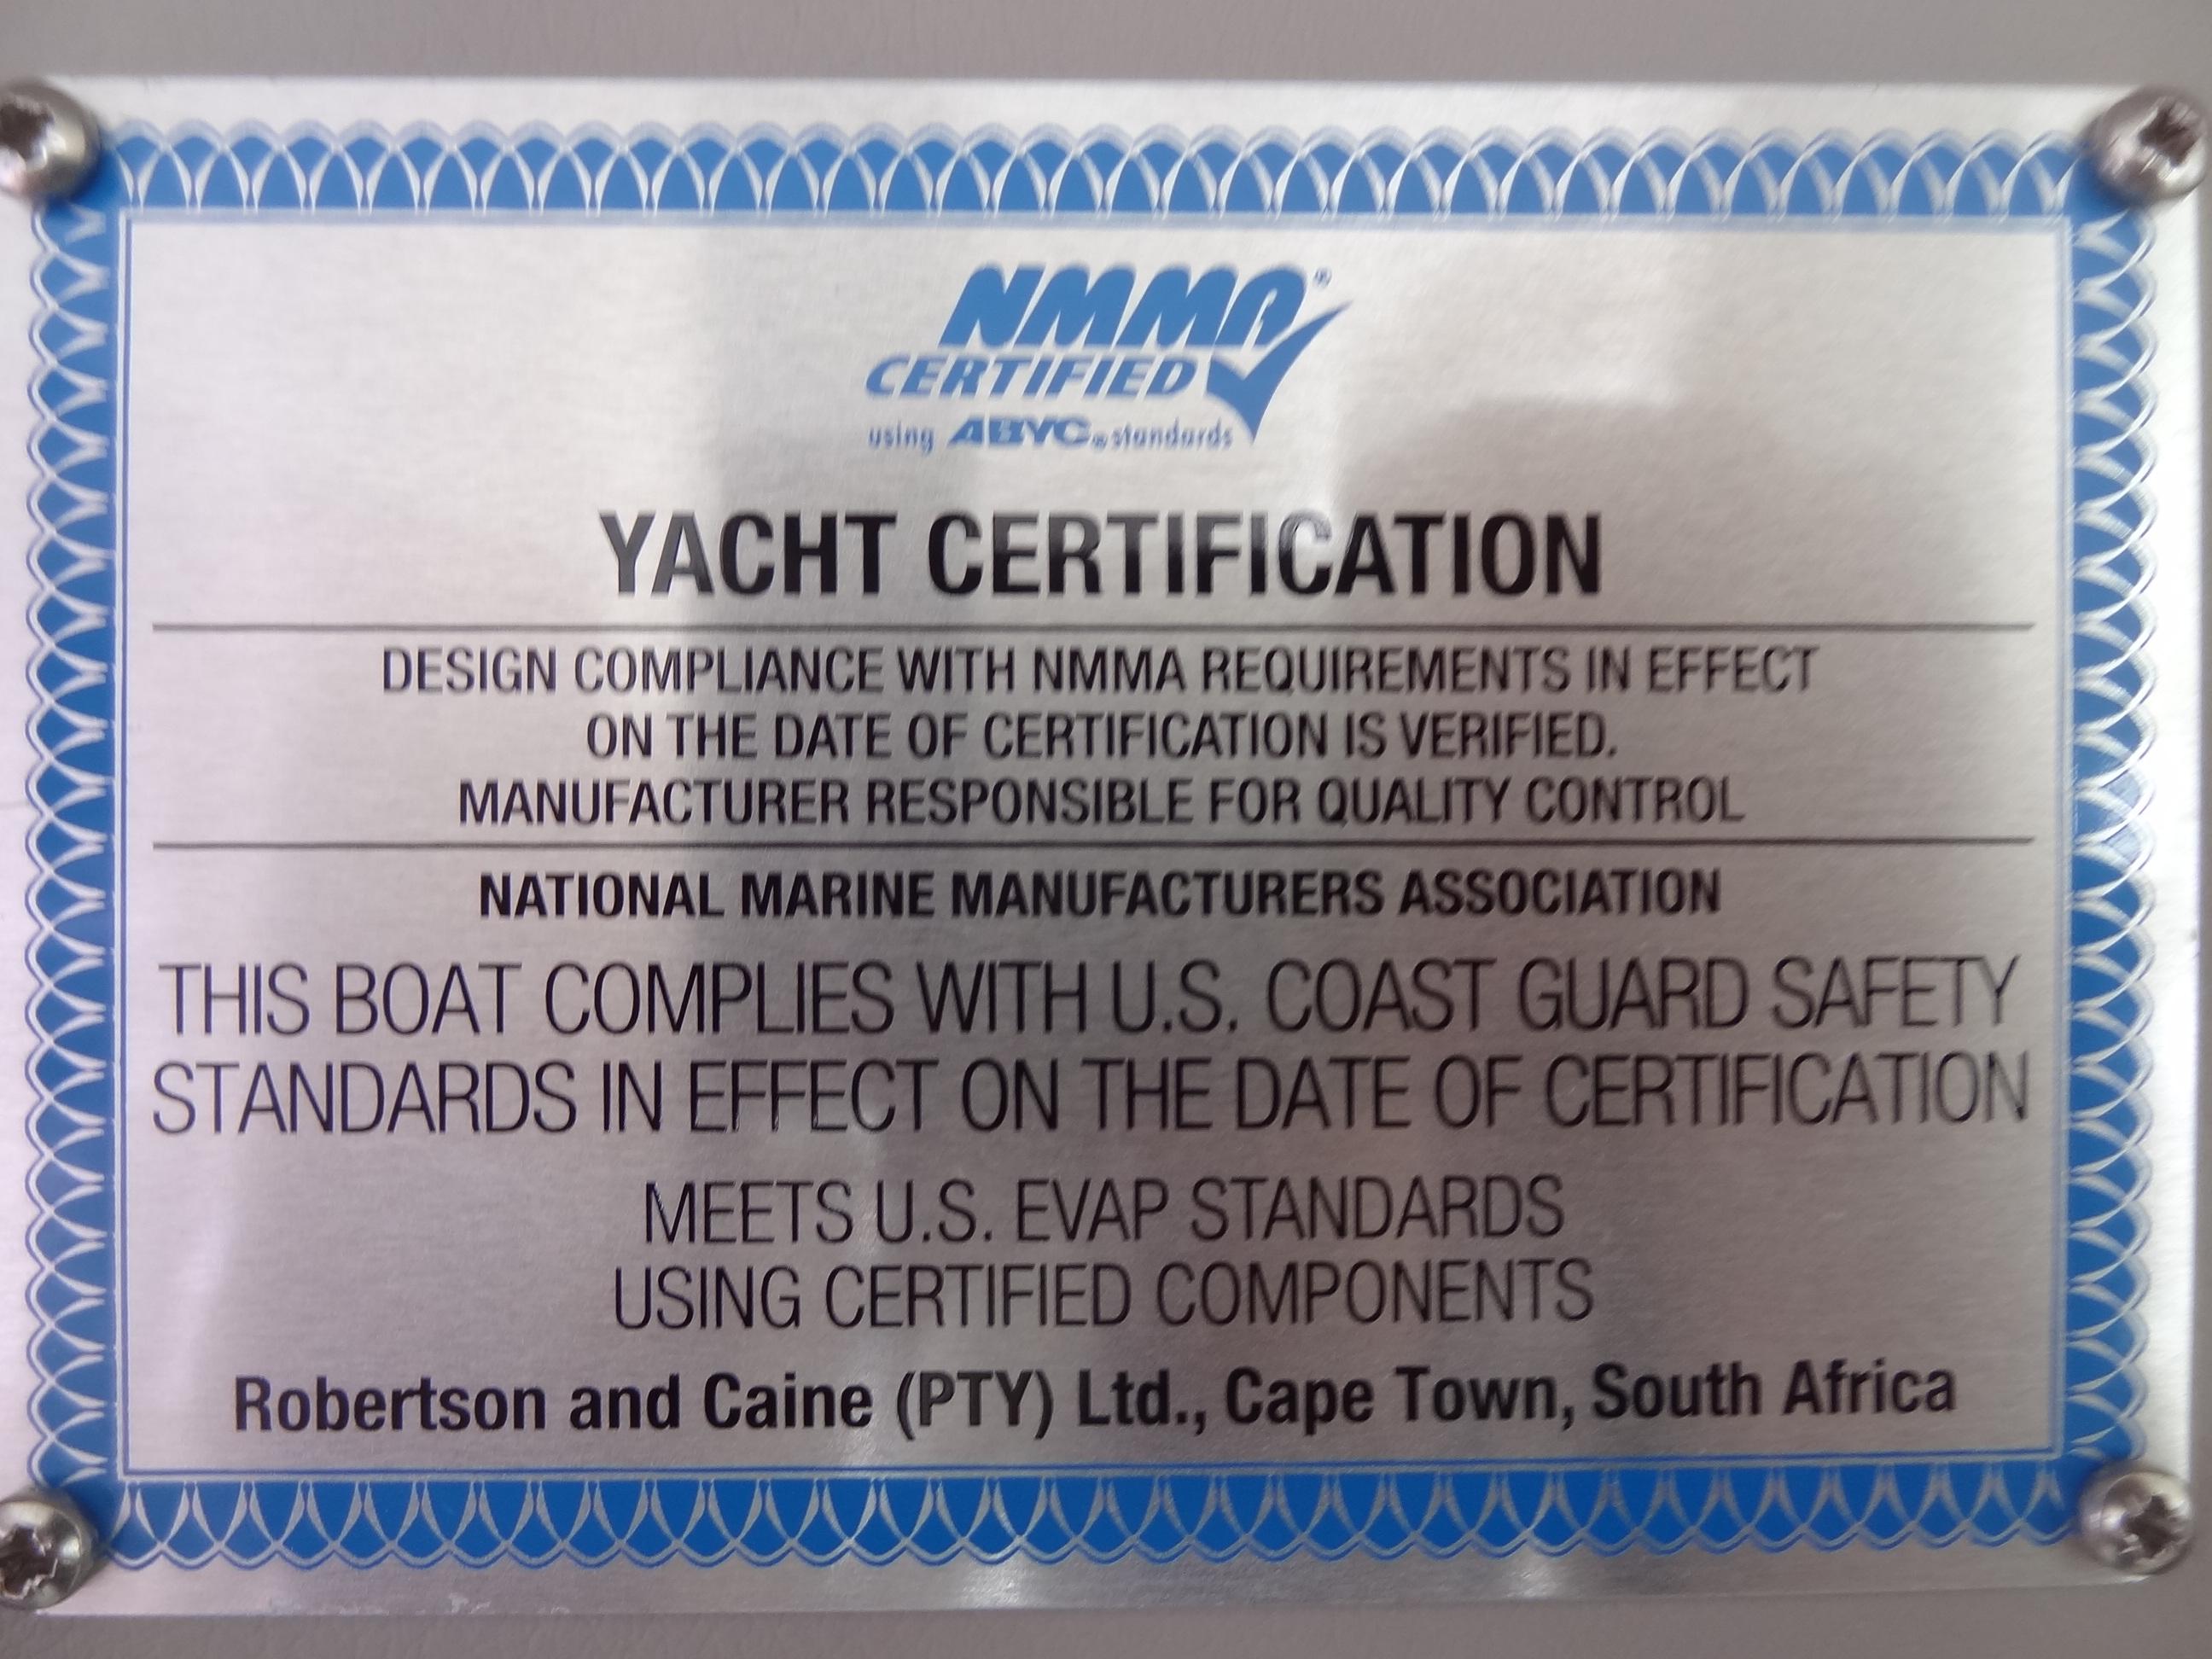 NMMA®
CERTIFIED
using ABYC® standards
YACHT CERTIFICATION
DESIGN COMPLIANCE WITH NMMA REQUIREMENTS IN EFFECT
ON THE DATE OF CERTIFICATION IS VERIFIED.
MANUFACTURER RESPONSIBLE FOR QUALITY CONTROL
NATIONAL MARINE MANUFACTURERS ASSOCIATION
THIS BOAT COMPLIES WITH U.S. COAST GUARD SAFETY
STANDARDS IN EFFECT ON THE DATE OF CERTIFICATION
MEETS U.S. EVAP STANDARDS
USING CERTIFIED COMPONENTS
Robertson and Caine (PTY) Ltd., Cape Town, South Africa